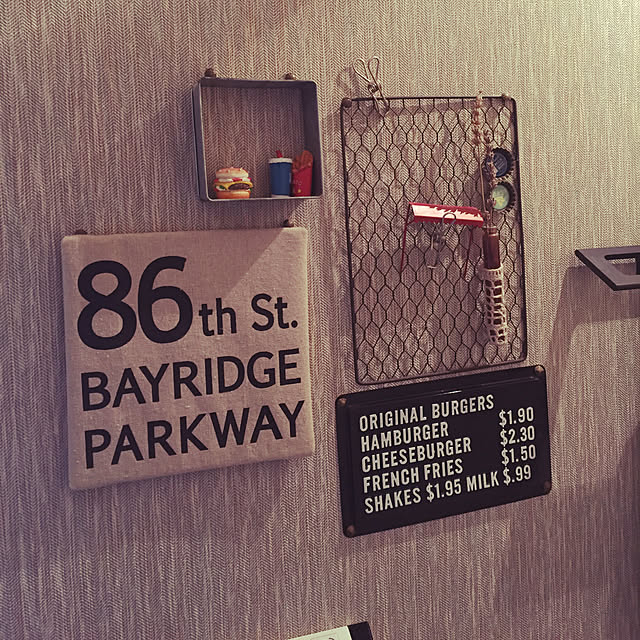 86th St.
BAYRIDGE
PARKWAY
ORIGINAL BURGERS
HAMBURGER $1.90
CHEESEBURGER $2.30
FRENCH FRIES $1.50
SHAKES $1.95 MILK $.99